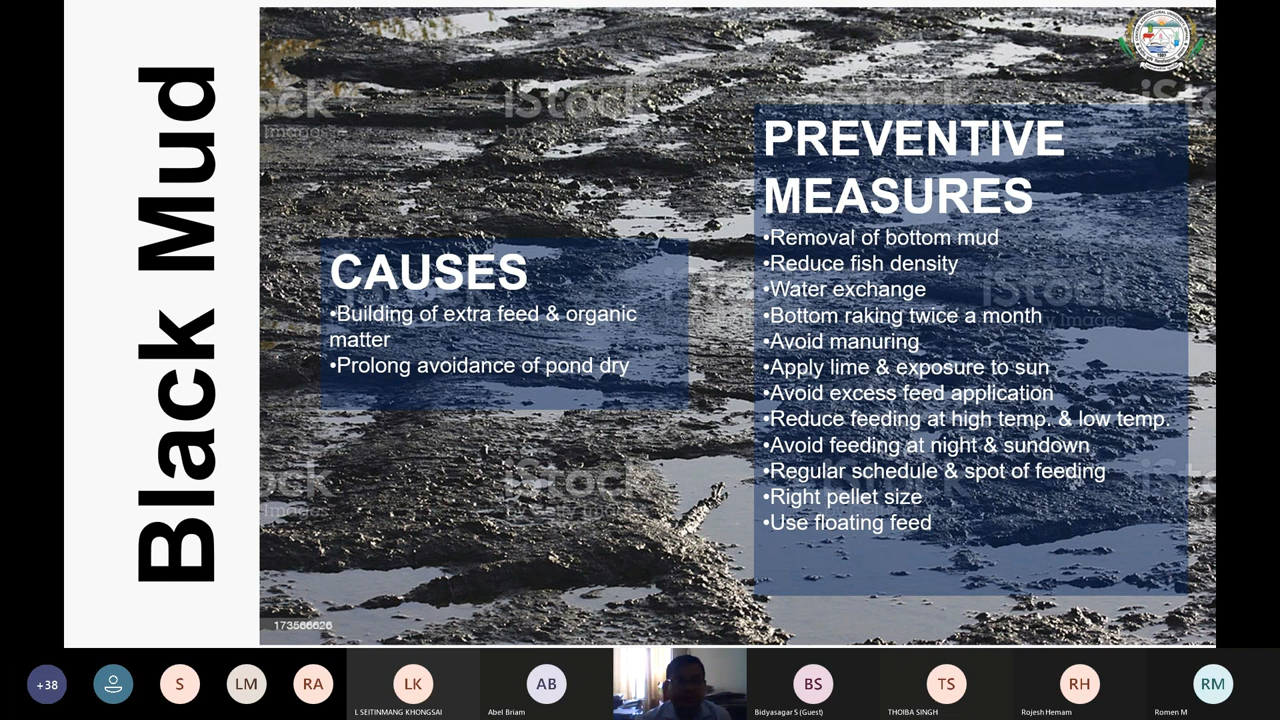 Black Mud
CAUSES
•Building of extra feed & organic
matter
•Prolong avoidance of pond dry
PREVENTIVE
MEASURES
•Removal of bottom mud
•Reduce fish density
•Water exchange
•Bottom raking twice a month
•Avoid manuring
•Apply lime & exposure to sun
•Avoid excess feed application
•Reduce feeding at high temp. & low temp.
•Avoid feeding at night & sundown
•Regular schedule & spot of feeding
•Right pellet size
•Use floating feed
iStock
173566626
+38
S
LM
RA
LK
L SEITINMANG KHONGSAI
AB
Abel Briam
BS
Bidyasagar S (Guest)
TS
THOIBA SINGH
RH
Rojesh Hemam
RM
Romen M